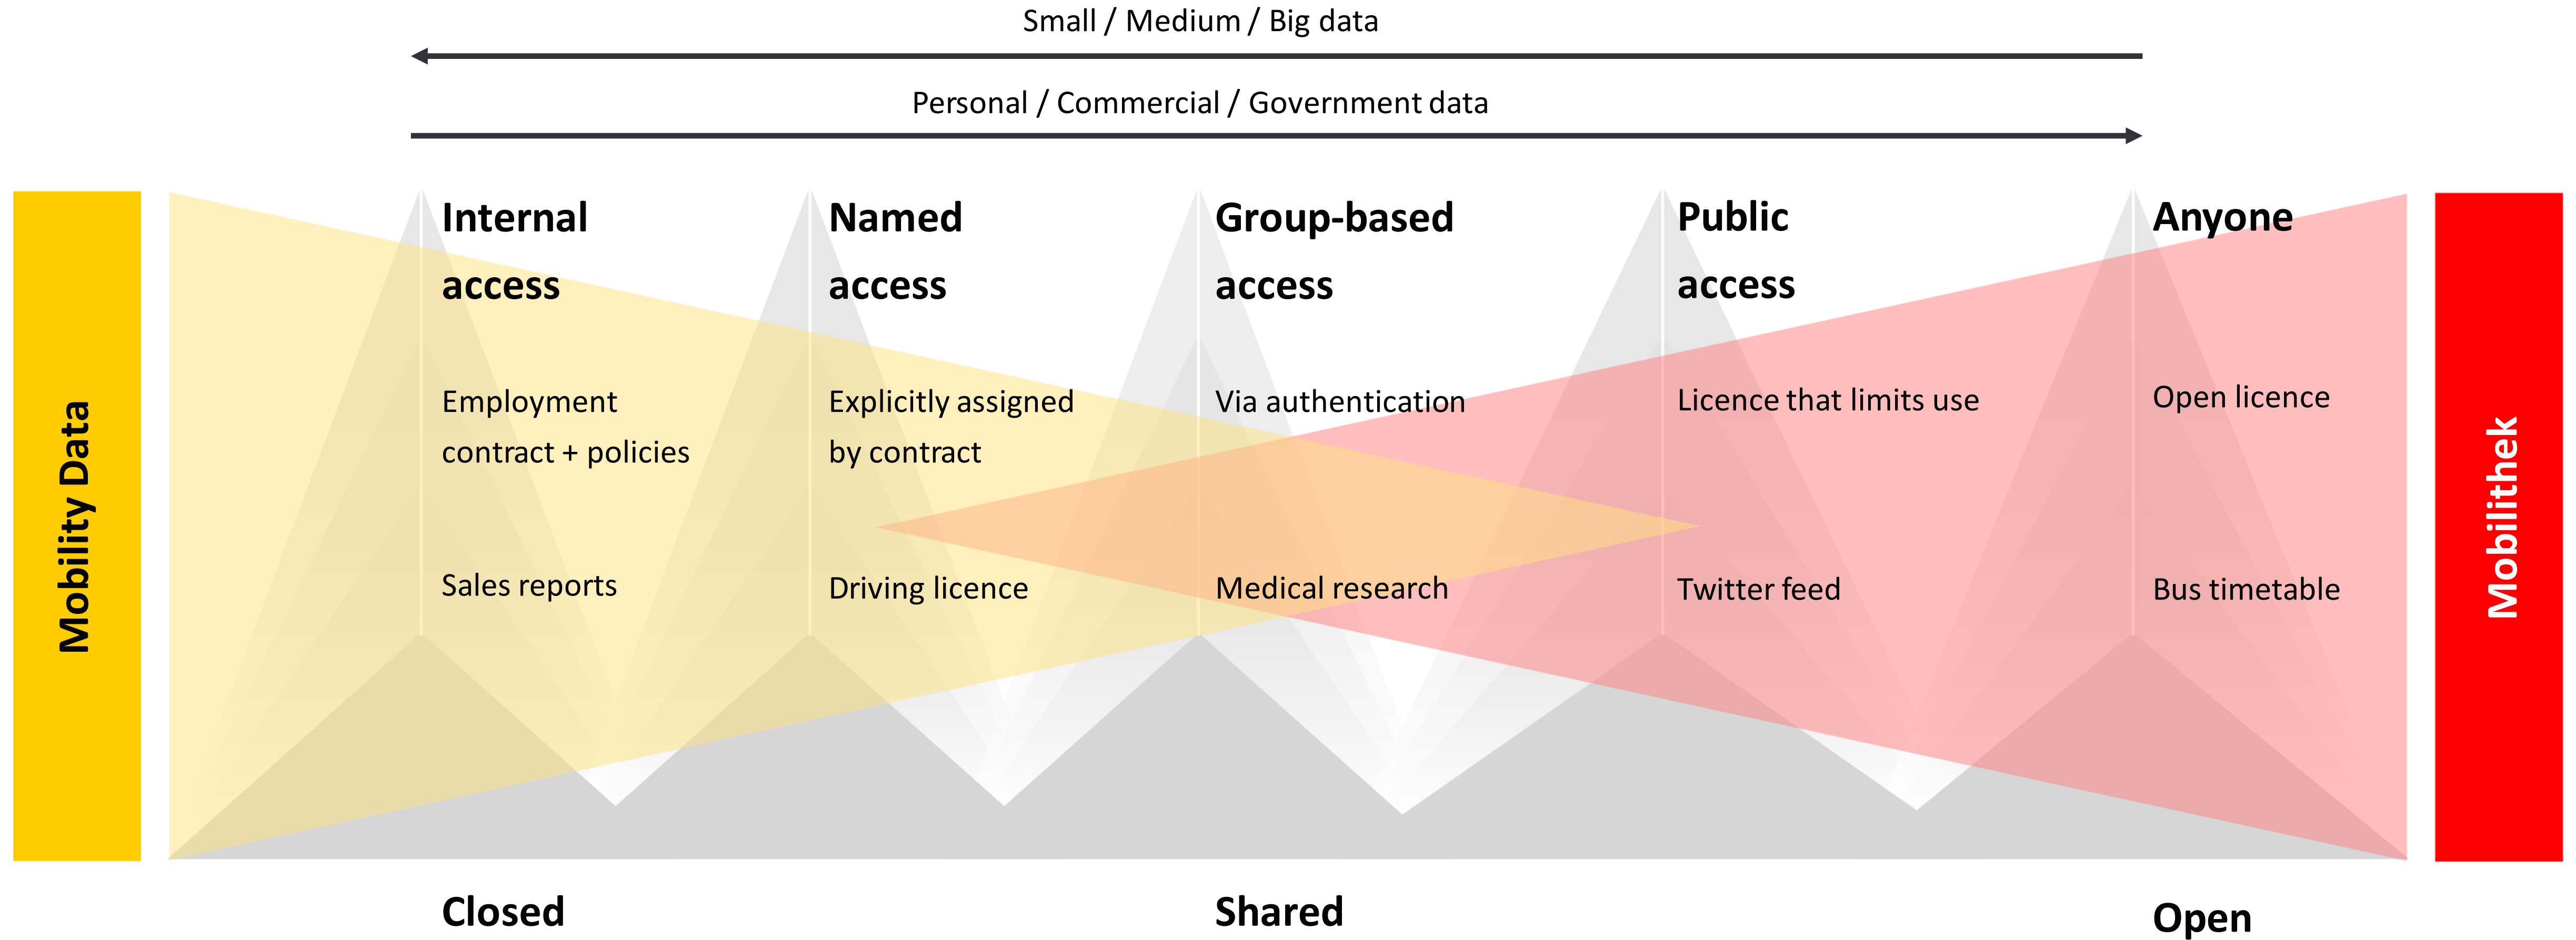 Small / Medium / Big data
Personal / Commercial / Government data
Mobility Data
Internal
access
Employment
contract + policies
Sales reports
Named
access
Explicitly assigned
by contract
Driving licence
Group-based
access
Via authentication
Medical research
Public
access
Licence that limits use
Twitter feed
Anyone
Open licence
Bus timetable
Mobilithek
Closed
Shared
Open